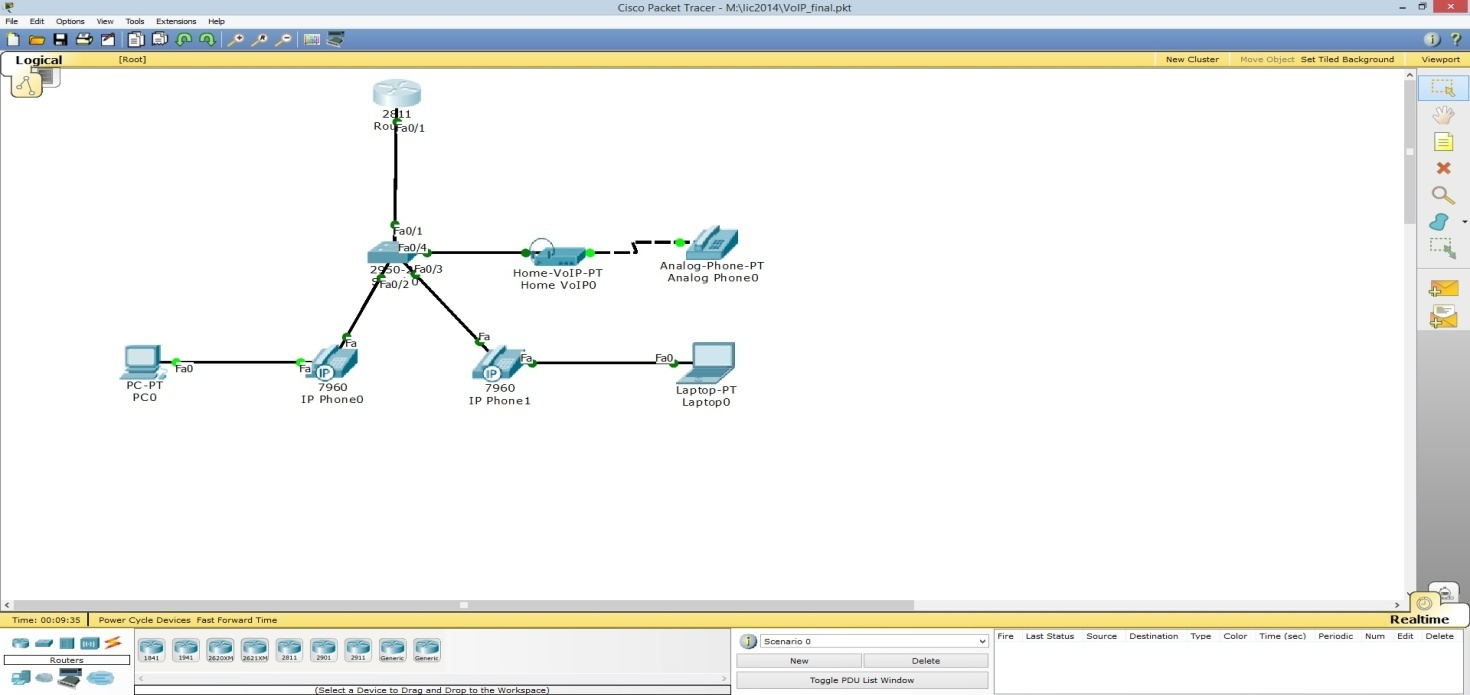 Cisco Packet Tracer - M:\lic2014\VoIP_final.pkt
File Edit Options View Tools Extensions Help
Logical [Root] New Cluster Move Object Set Tiled Background Viewport
2811
Fa0/1
Fa0/1
Fa0/4
Fa0/3
Fa0/2
Home-VoIP-PT
Home VoIP0
Analog-Phone-PT
Analog Phone0
Fa0
PC-PT
PC0
Fa
Fa
IP
7960
IP Phone0
Fa
Fa
IP
7960
IP Phone1
Fa0
Laptop-PT
Laptop0
Time: 00:09:35 Power Cycle Devices Fast Forward Time
Realtime
Routers
1841 1941 2620XM 2621XM 2811 2901 2911 Generic Generic
(Select a Device to Drag and Drop to the Workspace)
Scenario 0
New Delete
Toggle PDU List Window
Fire Last Status Source Destination Type Color Time (sec) Periodic Num Edit Delete